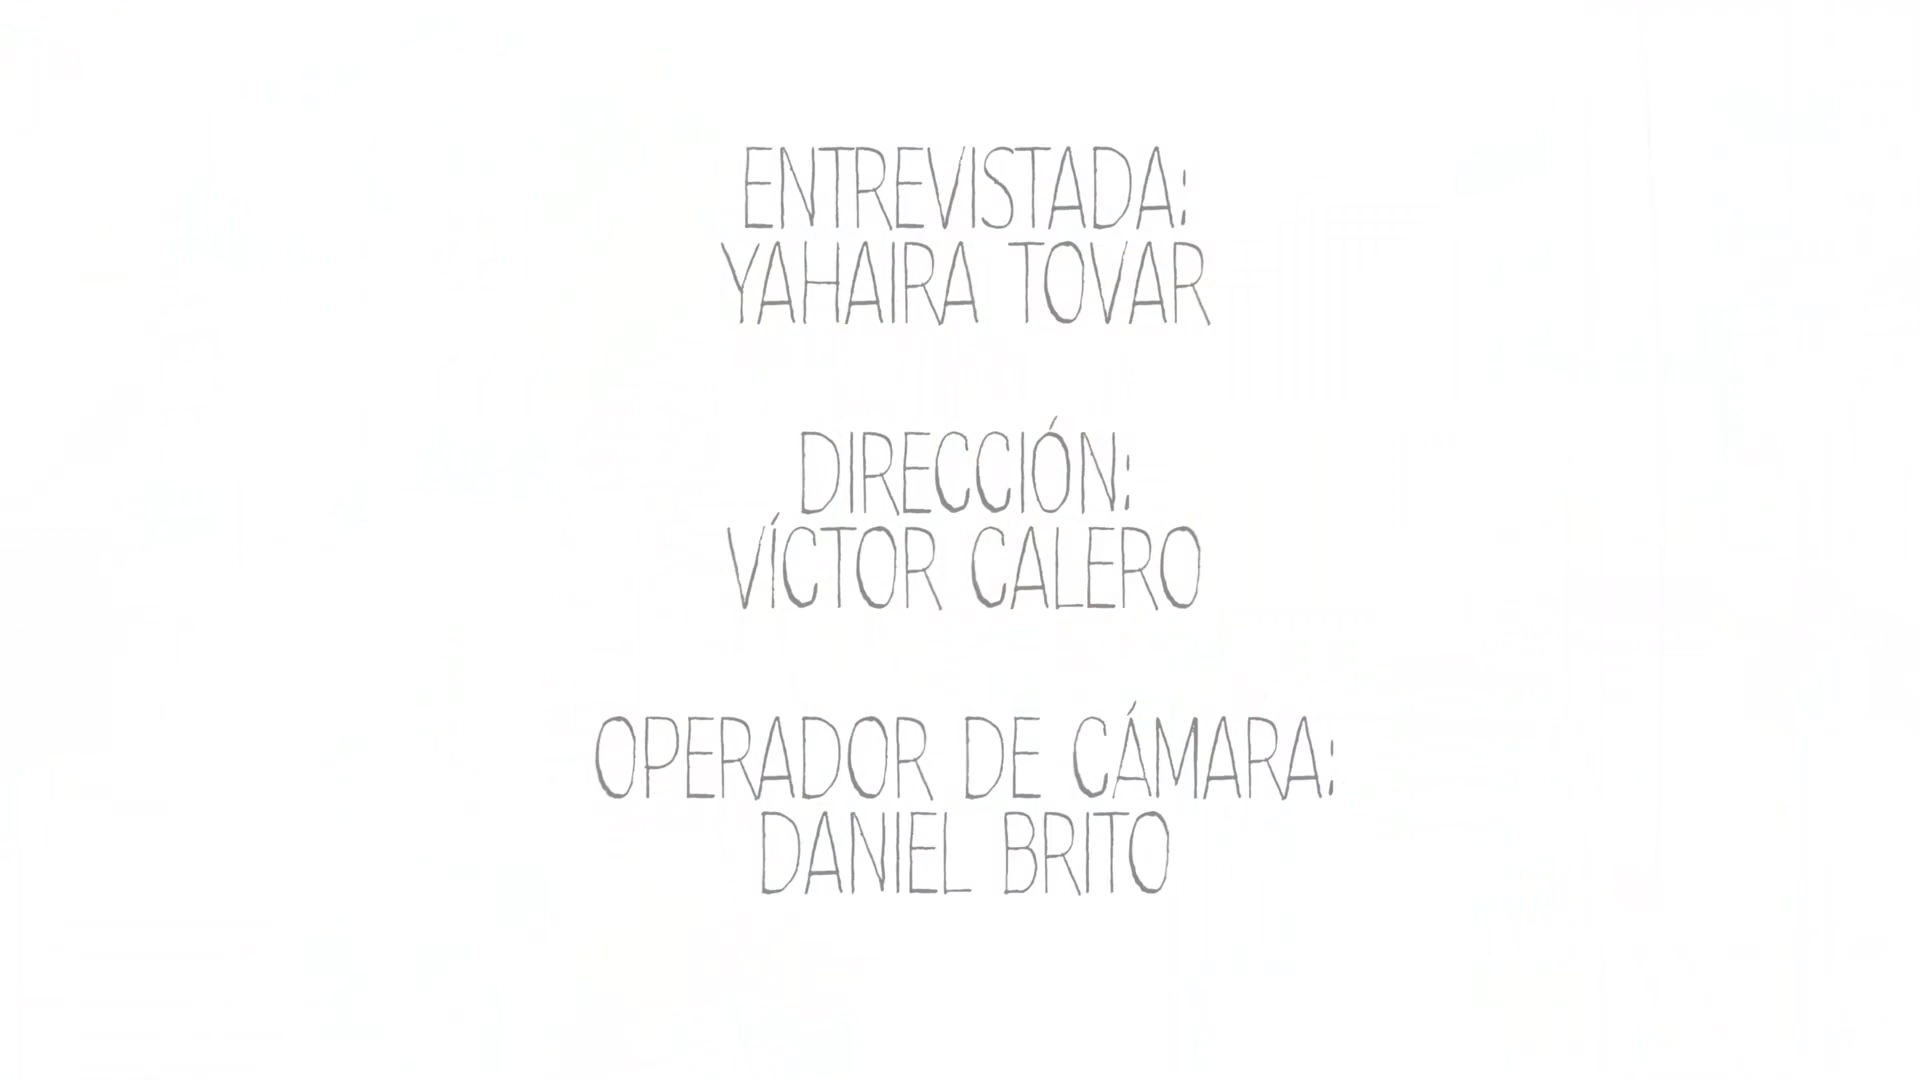 ENTREVISTADA:
YAHAIRA TOVAR
DIRECCIÓN:
VÍCTOR CALERO
OPERADOR DE CÁMARA:
DANIEL BRITO